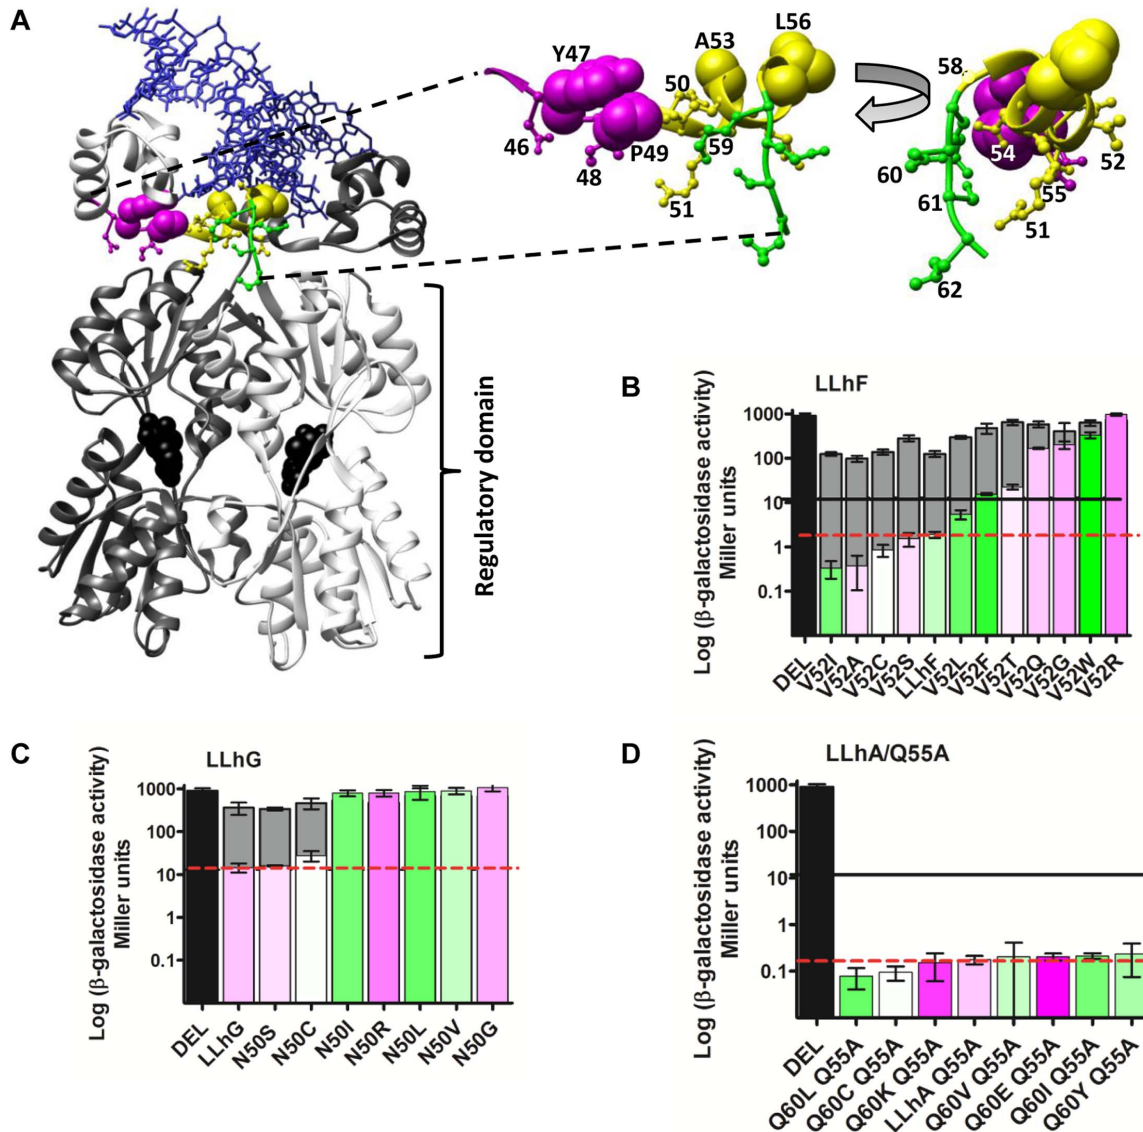 A
Y47
A53
L56
50
58
46
48
P49
59
51
54
52
60
55
61
51
62
Regulatory domain
B
LLhF
Log (β-galactosidase activity)
Miller units
1000
100
10
1
0.1
DEL
V52I
V52A
V52C
V52S
LLhF
V52L
V52F
V52T
V52Q
V52G
V52W
V52R
C
LLhG
Log (β-galactosidase activity)
Miller units
1000
100
10
1
0.1
DEL
LLhG
N50S
N50C
N50I
N50R
N50L
N50V
N50G
D
LLhA/Q55A
Log (β-galactosidase activity)
Miller units
1000
100
10
1
0.1
DEL
Q60L Q55A
Q60C Q55A
Q60K Q55A
LLhA Q55A
Q60V Q55A
Q60E Q55A
Q60I Q55A
Q60Y Q55A